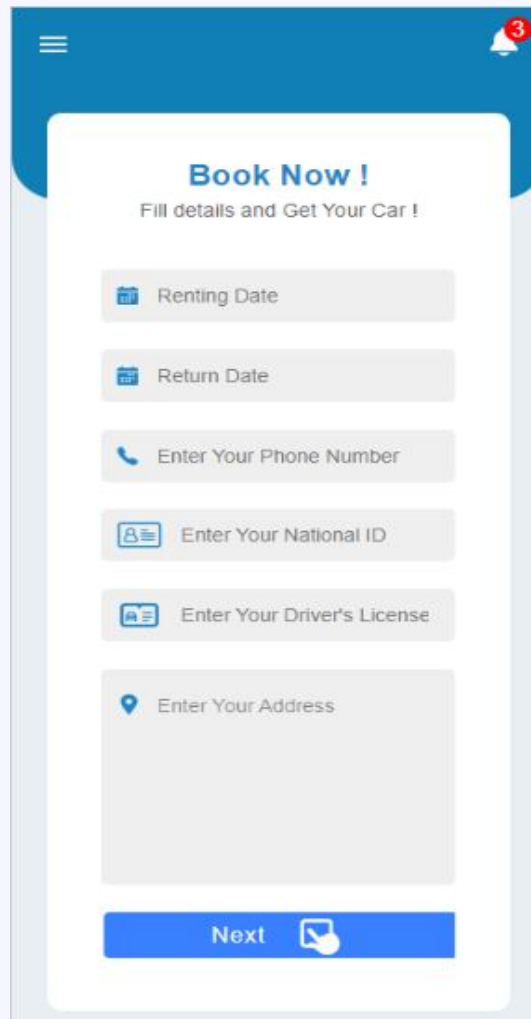 3
Book Now !
Fill details and Get Your Car !
Renting Date
Return Date
Enter Your Phone Number
Enter Your National ID
Enter Your Driver's License
Enter Your Address
Next